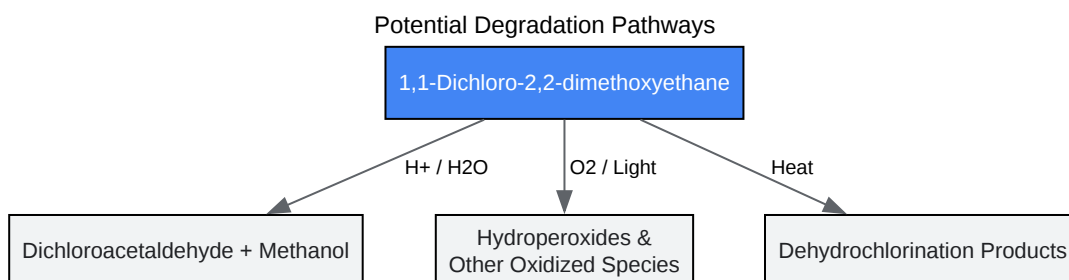 Potential Degradation Pathways
1,1-Dichloro-2,2-dimethoxyethane
H+ / H2O
O2 / Light
Heat
Dichloroacetaldehyde + Methanol
Hydroperoxides &
Other Oxidized Species
Dehydrochlorination Products